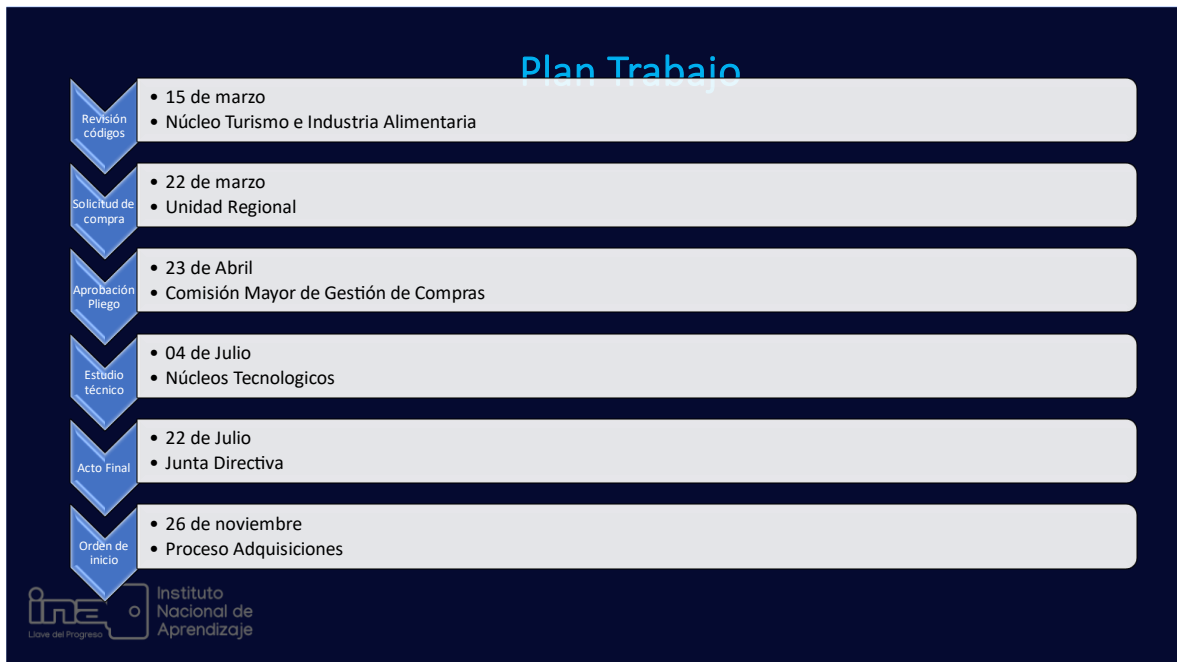 Plan Trabajo
Revisión
códigos
• 15 de marzo
• Núcleo Turismo e Industria Alimentaria
Solicitud de
compra
• 22 de marzo
• Unidad Regional
Aprobación
Pliego
• 23 de Abril
• Comisión Mayor de Gestión de Compras
Estudio
técnico
• 04 de Julio
• Núcleos Tecnologicos
Acto Final
• 22 de Julio
• Junta Directiva
Orden de
inicio
• 26 de noviembre
• Proceso Adquisiciones
ina
Llave del Progreso
Instituto
Nacional de
Aprendizaje